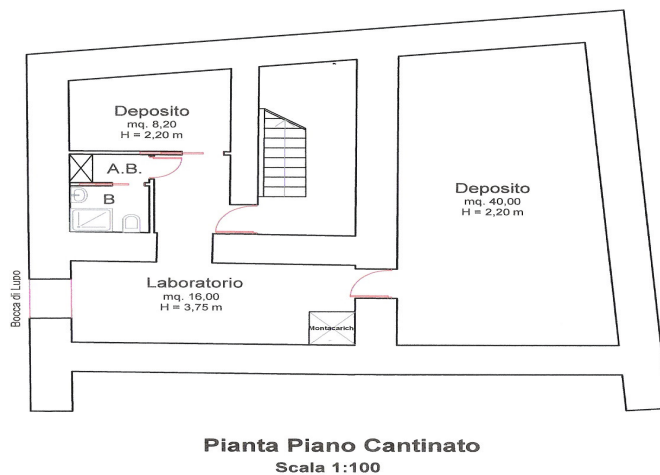 Deposito
mq. 8,20
H = 2,20 m
A.B.
B
Deposito
mq. 40,00
H = 2,20 m
Laboratorio
mq. 16,00
H = 3,75 m
Bocca di Lupo
Montacarich
Pianta Piano Cantinato
Scala 1:100